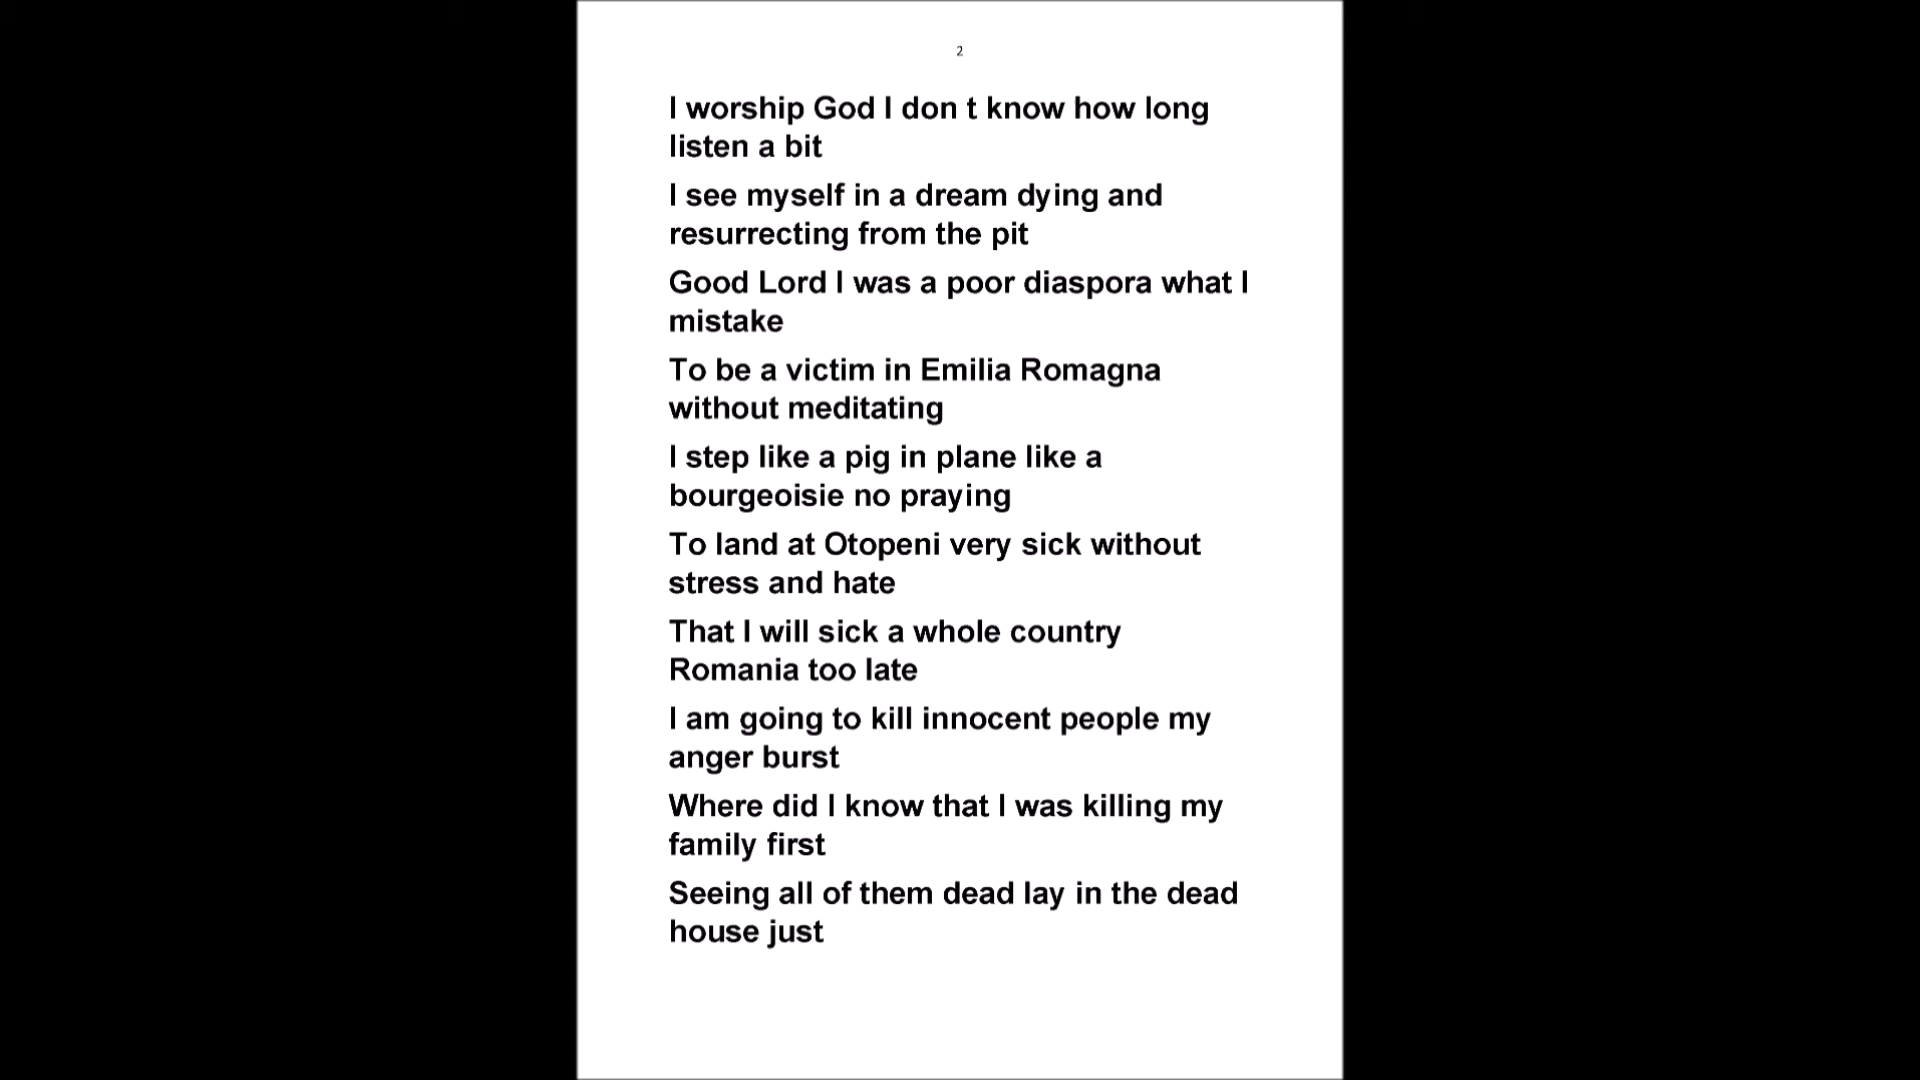 2
I worship God I don t know how long
listen a bit
I see myself in a dream dying and
resurrecting from the pit
Good Lord I was a poor diaspora what I
mistake
To be a victim in Emilia Romagna
without meditating
I step like a pig in plane like a
bourgeoisie no praying
To land at Otopeni very sick without
stress and hate
That I will sick a whole country
Romania too late
I am going to kill innocent people my
anger burst
Where did I know that I was killing my
family first
Seeing all of them dead lay in the dead
house just